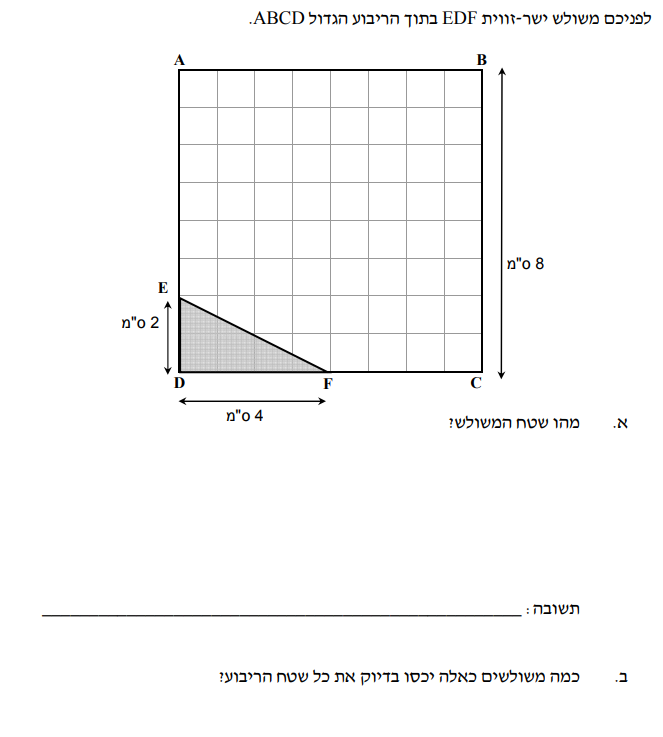 לפניכם משולש ישר-זווית EDF בתוך הריבוע הגדול ABCD.
A B
8 ס"מ
E
2 ס"מ
D F C
4 ס"מ
א. מהו שטח המשולש?
תשובה: ________________________________________________
ב. כמה משולשים כאלה יכסו בדיוק את כל שטח הריבוע?